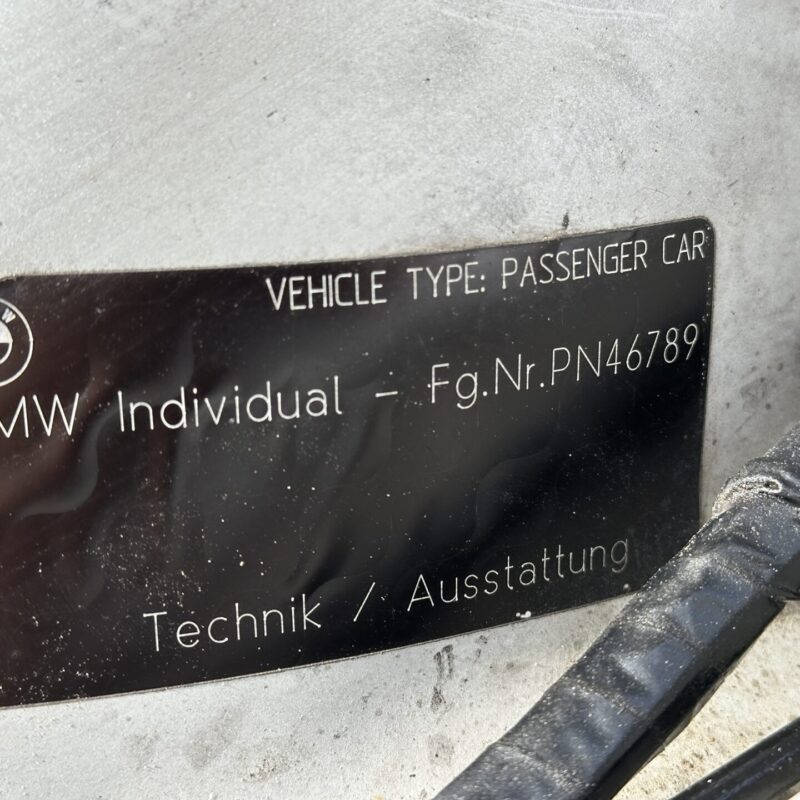 VEHICLE TYPE: PASSENGER CAR
W
MW Individual - Fg.Nr.PN46789
Technik / Ausstattung